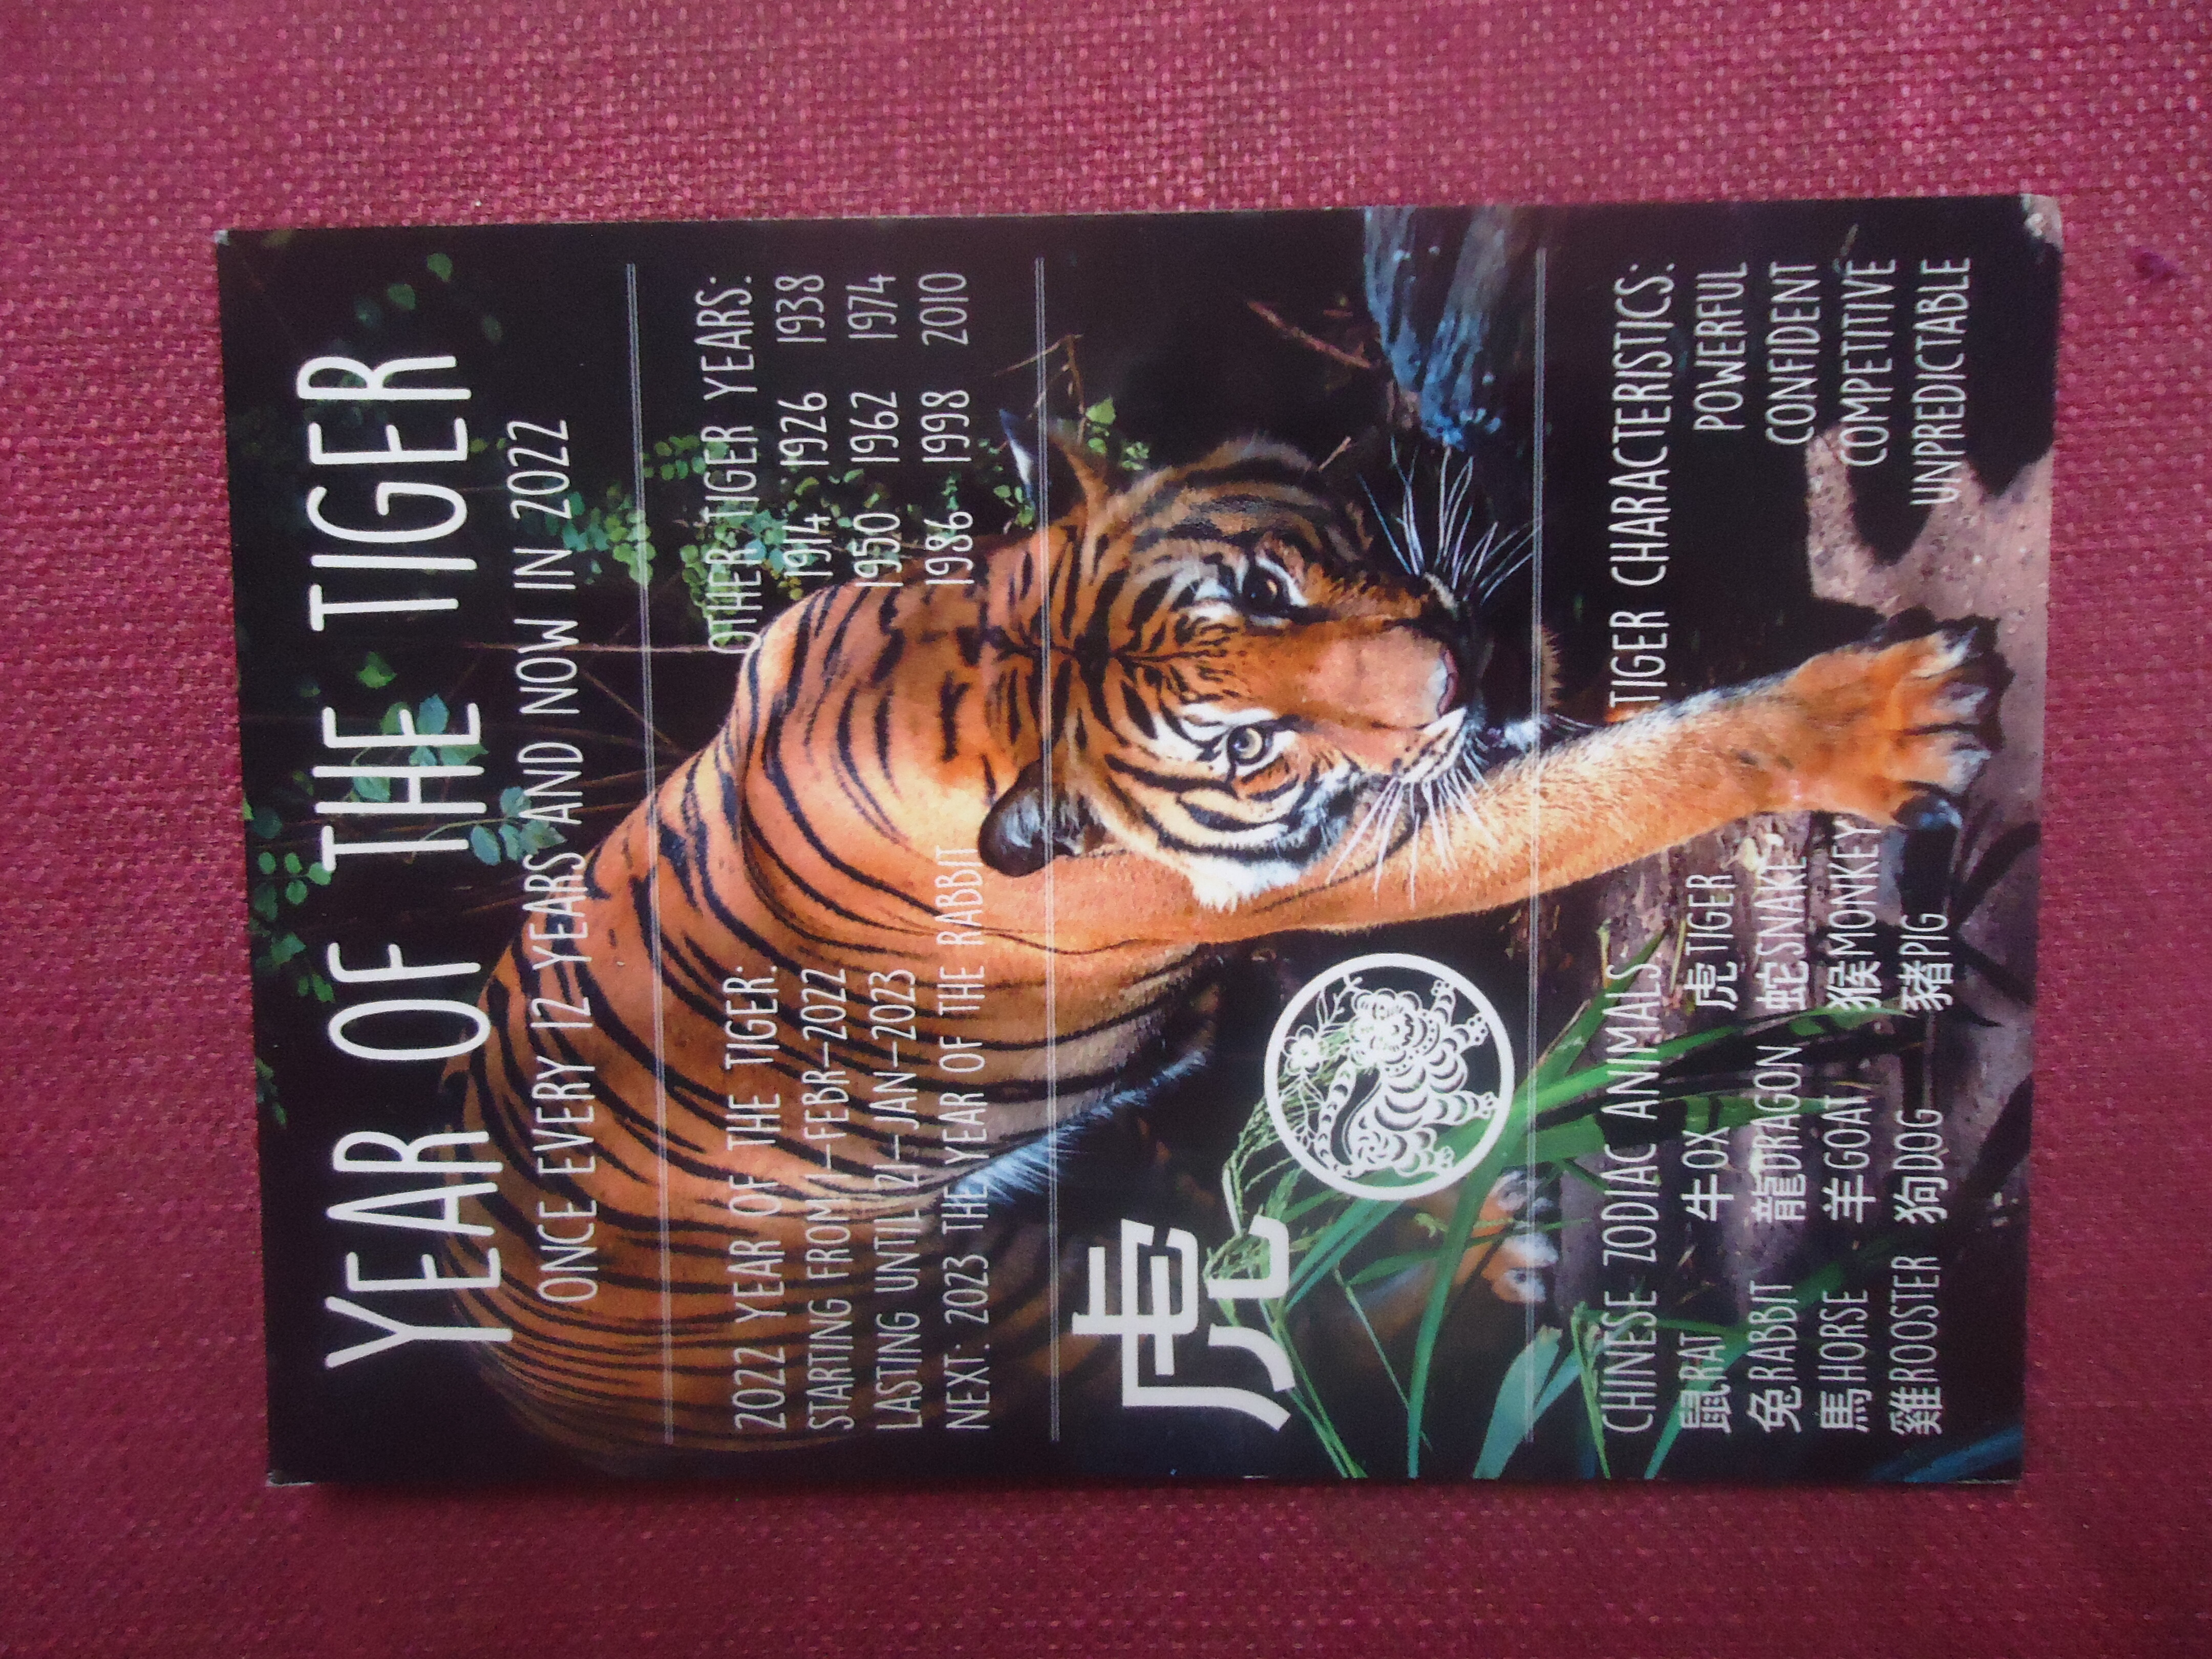 YEAR OF THE TIGER
ONCE EVERY 12 YEARS AND NOW IN 2022
2022 YEAR OF THE TIGER:
STARTING FROM 1-FEBR-2022
LASTING UNTIL 21-JAN-2023
NEXT: 2023 THE YEAR OF THE RABBIT
OTHER TIGER YEARS:
1914 1926 1938
1950 1962 1974
1986 1998 2010
虎
CHINESE ZODIAC ANIMALS:
鼠RAT 牛OX 虎TIGER
兔RABBIT 龍DRAGON 蛇SNAKE
馬HORSE 羊GOAT 猴MONKEY
雞ROOSTER 狗DOG 豬PIG
TIGER CHARACTERISTICS:
POWERFUL
CONFIDENT
COMPETITIVE
UNPREDICTABLE